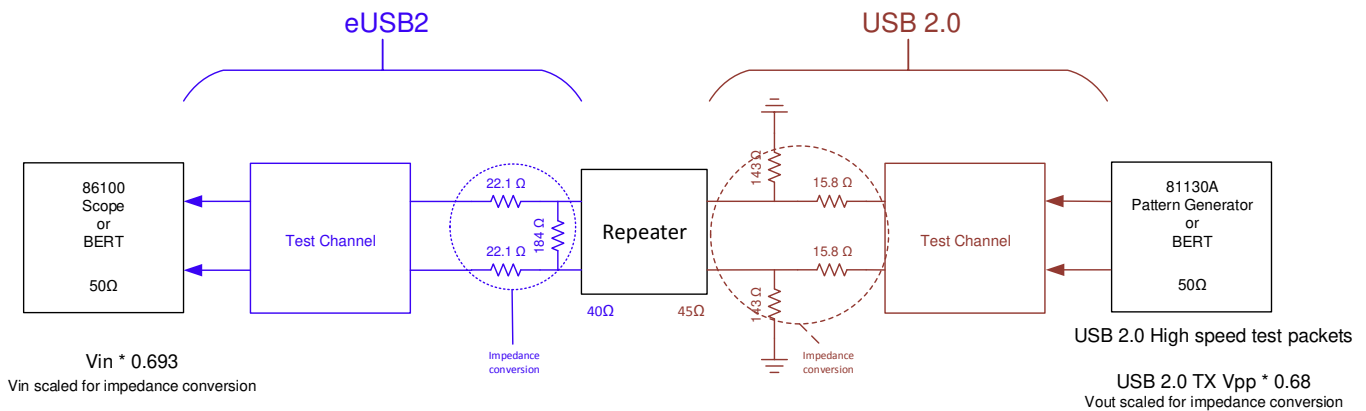 eUSB2
USB 2.0
86100
Scope
or
BERT
50Ω
Test Channel
22.1 Ω
184 Ω
22.1 Ω
Repeater
40Ω
45Ω
143 Ω
15.8 Ω
15.8 Ω
143 Ω
Test Channel
81130A
Pattern Generator
or
BERT
50Ω
Impedance
conversion
Impedance
conversion
Vin * 0.693
Vin scaled for impedance conversion
USB 2.0 High speed test packets
USB 2.0 TX Vpp * 0.68
Vout scaled for impedance conversion